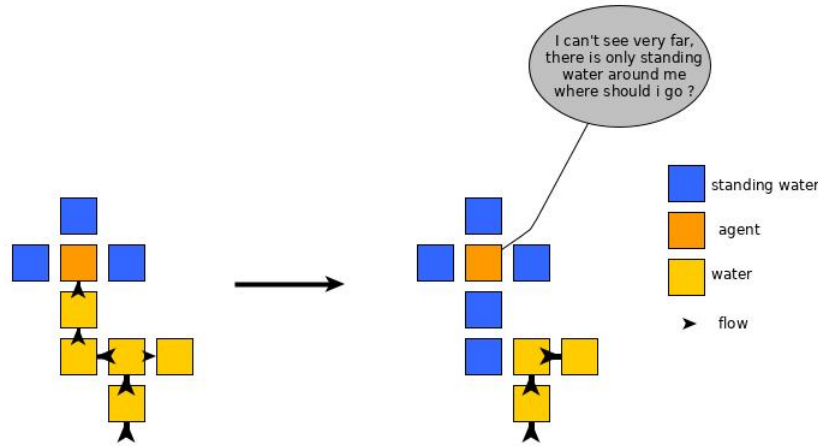 I can't see very far,
there is only standing
water around me
where should i go ?
standing water
agent
water
flow